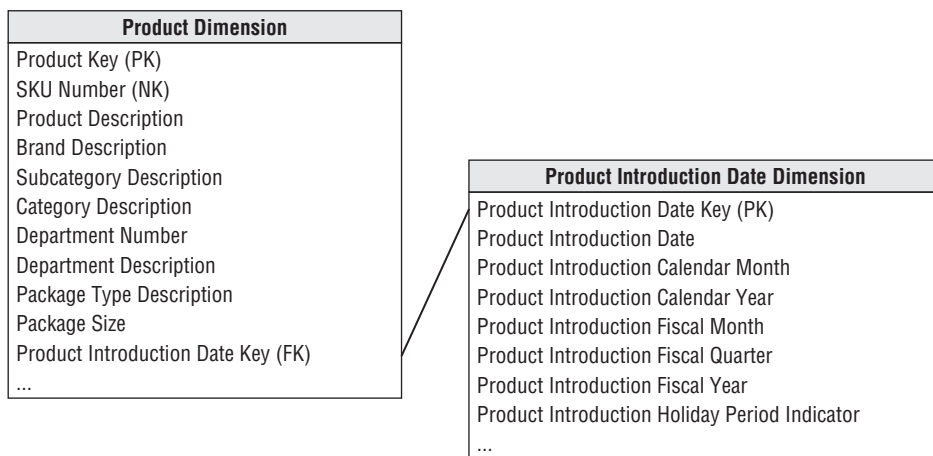 Product Dimension
Product Key (PK)
SKU Number (NK)
Product Description
Brand Description
Subcategory Description
Category Description
Department Number
Department Description
Package Type Description
Package Size
Product Introduction Date Key (FK)
...
Product Introduction Date Dimension
Product Introduction Date Key (PK)
Product Introduction Date
Product Introduction Calendar Month
Product Introduction Calendar Year
Product Introduction Fiscal Month
Product Introduction Fiscal Quarter
Product Introduction Fiscal Year
Product Introduction Holiday Period Indicator
...